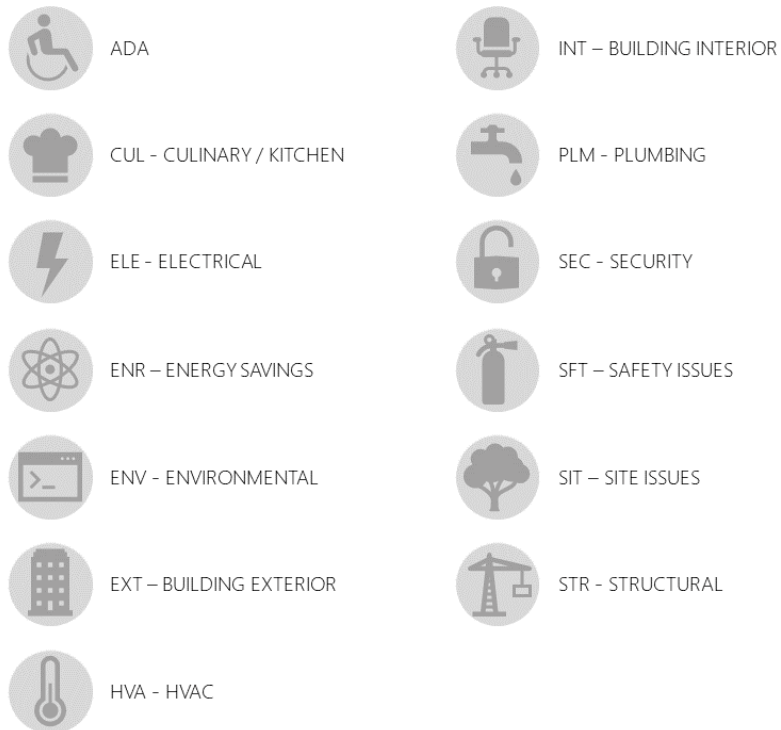 ADA
CUL - CULINARY / KITCHEN
ELE - ELECTRICAL
ENR – ENERGY SAVINGS
ENV - ENVIRONMENTAL
EXT – BUILDING EXTERIOR
HVA - HVAC
INT – BUILDING INTERIOR
PLM - PLUMBING
SEC - SECURITY
SFT – SAFETY ISSUES
SIT – SITE ISSUES
STR - STRUCTURAL